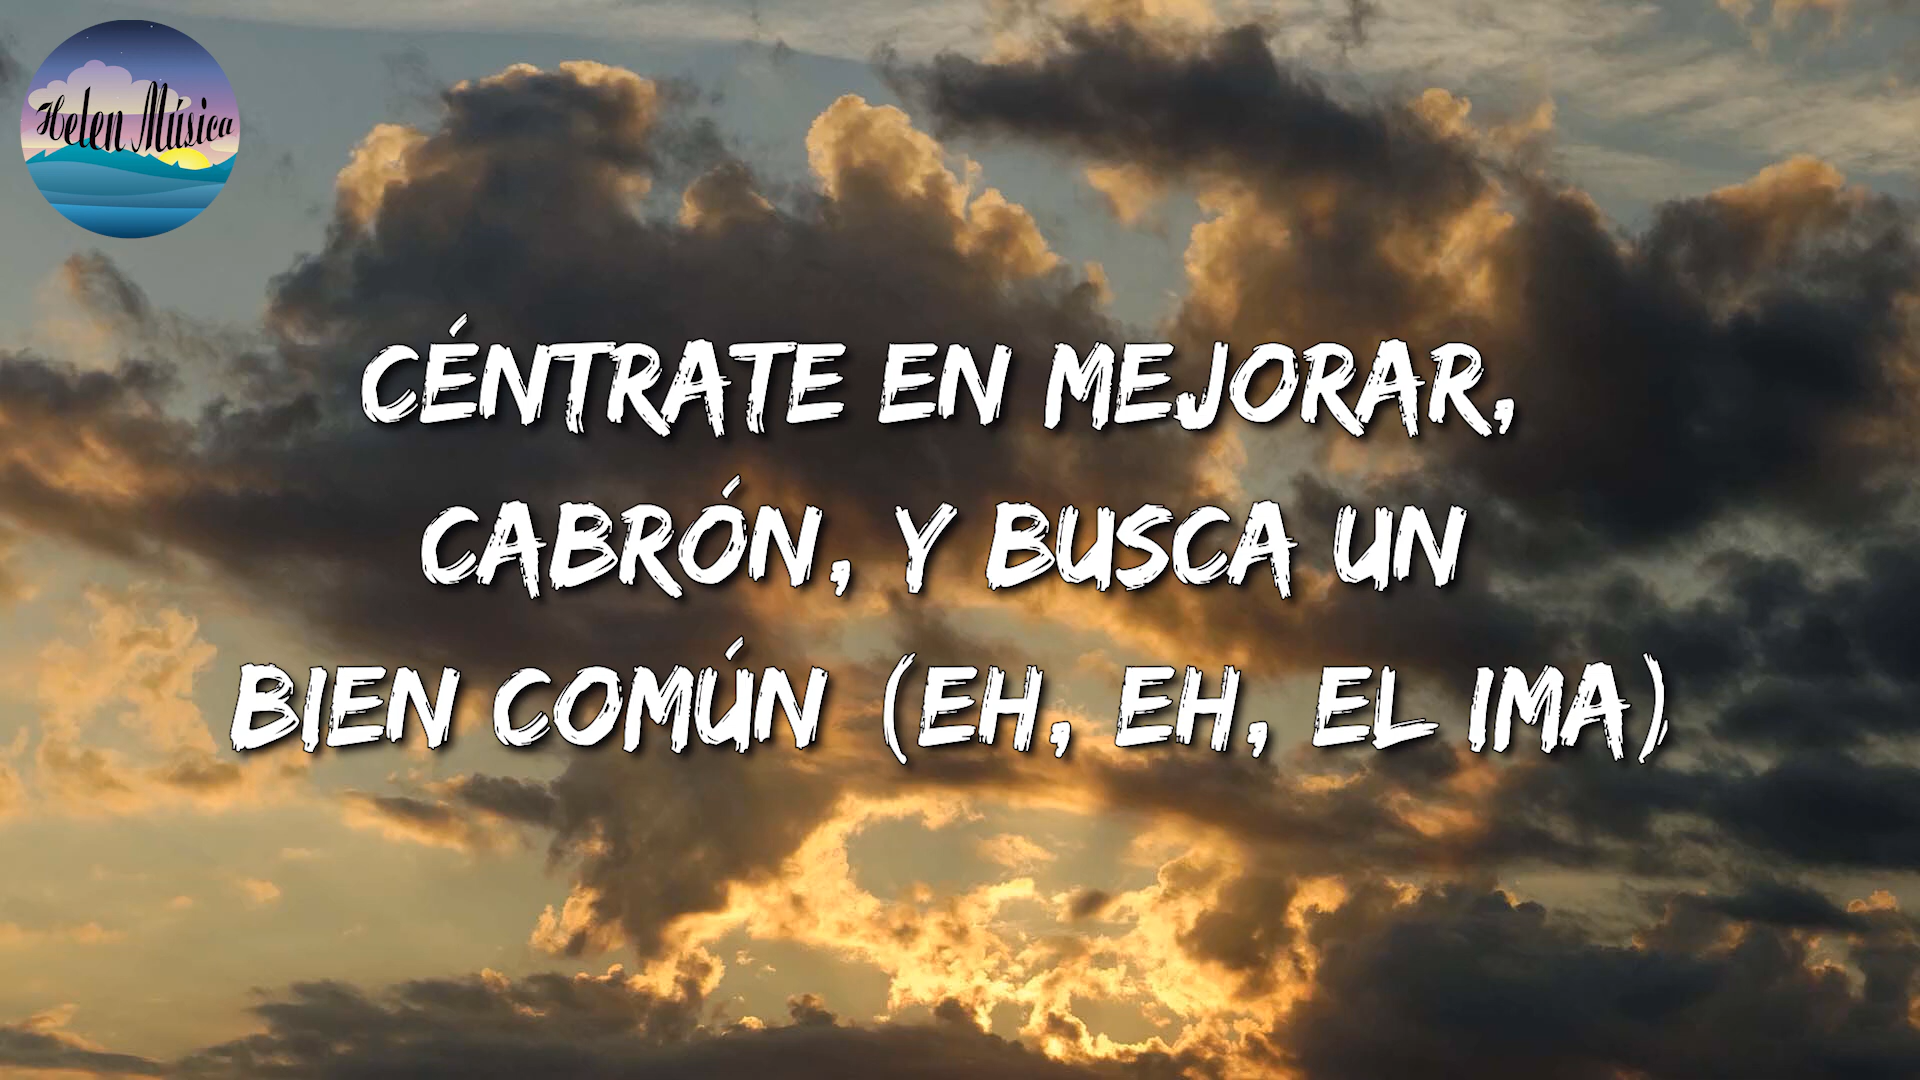 Helen Música
CÉNTRATE EN MEJORAR,
CABRÓN, Y BUSCA UN
BIEN COMÚN (EH, EH, EL IMA)